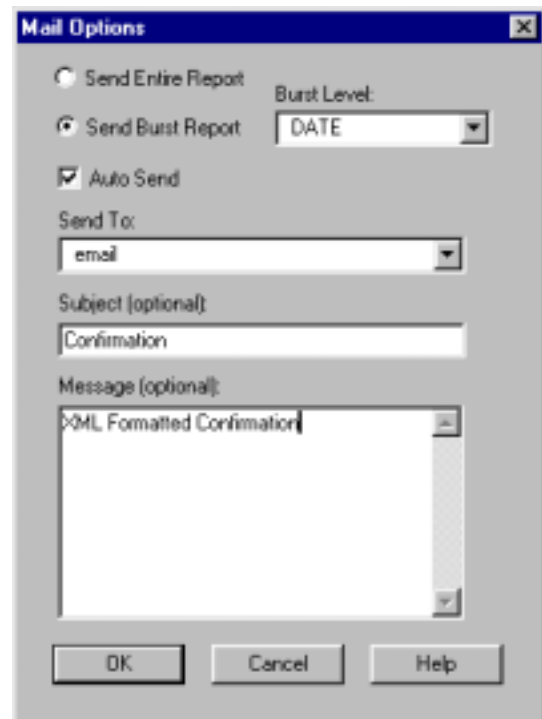 Mail Options
Send Entire Report
Burst Level:
Send Burst Report
DATE
Auto Send
Send To:
email
Subject (optional):
Confirmation
Message (optional):
XML Formatted Confirmation
OK
Cancel
Help